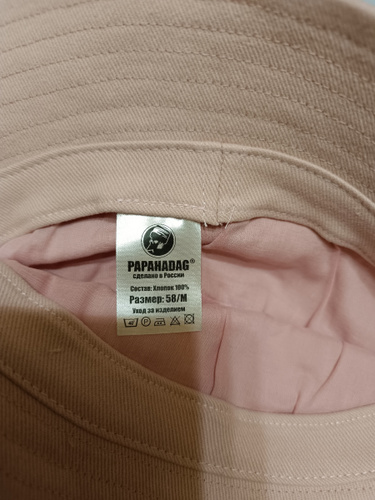 PAPAHADAG®
сделано в России
Состав: Хлопок 100%
Размер: 58/M
Уход за изделием